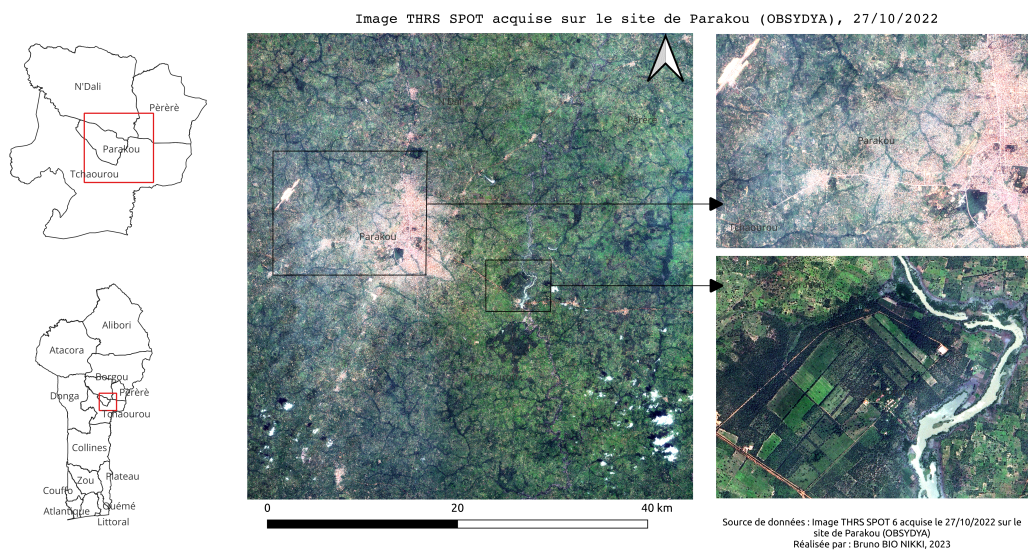 Image THRS SPOT acquise sur le site de Parakou (OBSYDYA), 27/10/2022
N'Dali
Pèrèrè
Parakou
Tchaourou
N'Dali
Pèrèrè
Parakou
Parakou
Tchaourou
Alibori
Atacora
Borgou
Donga
Pèrèrè
Tchaourou
Collines
Zou
Plateau
Couffo
Ouémé
Atlantique
Littoral
0
20
40 km
Source de données : Image THRS SPOT 6 acquise le 27/10/2022 sur le
site de Parakou (OBSYDYA)
Réalisée par : Bruno BIO NIKKI, 2023